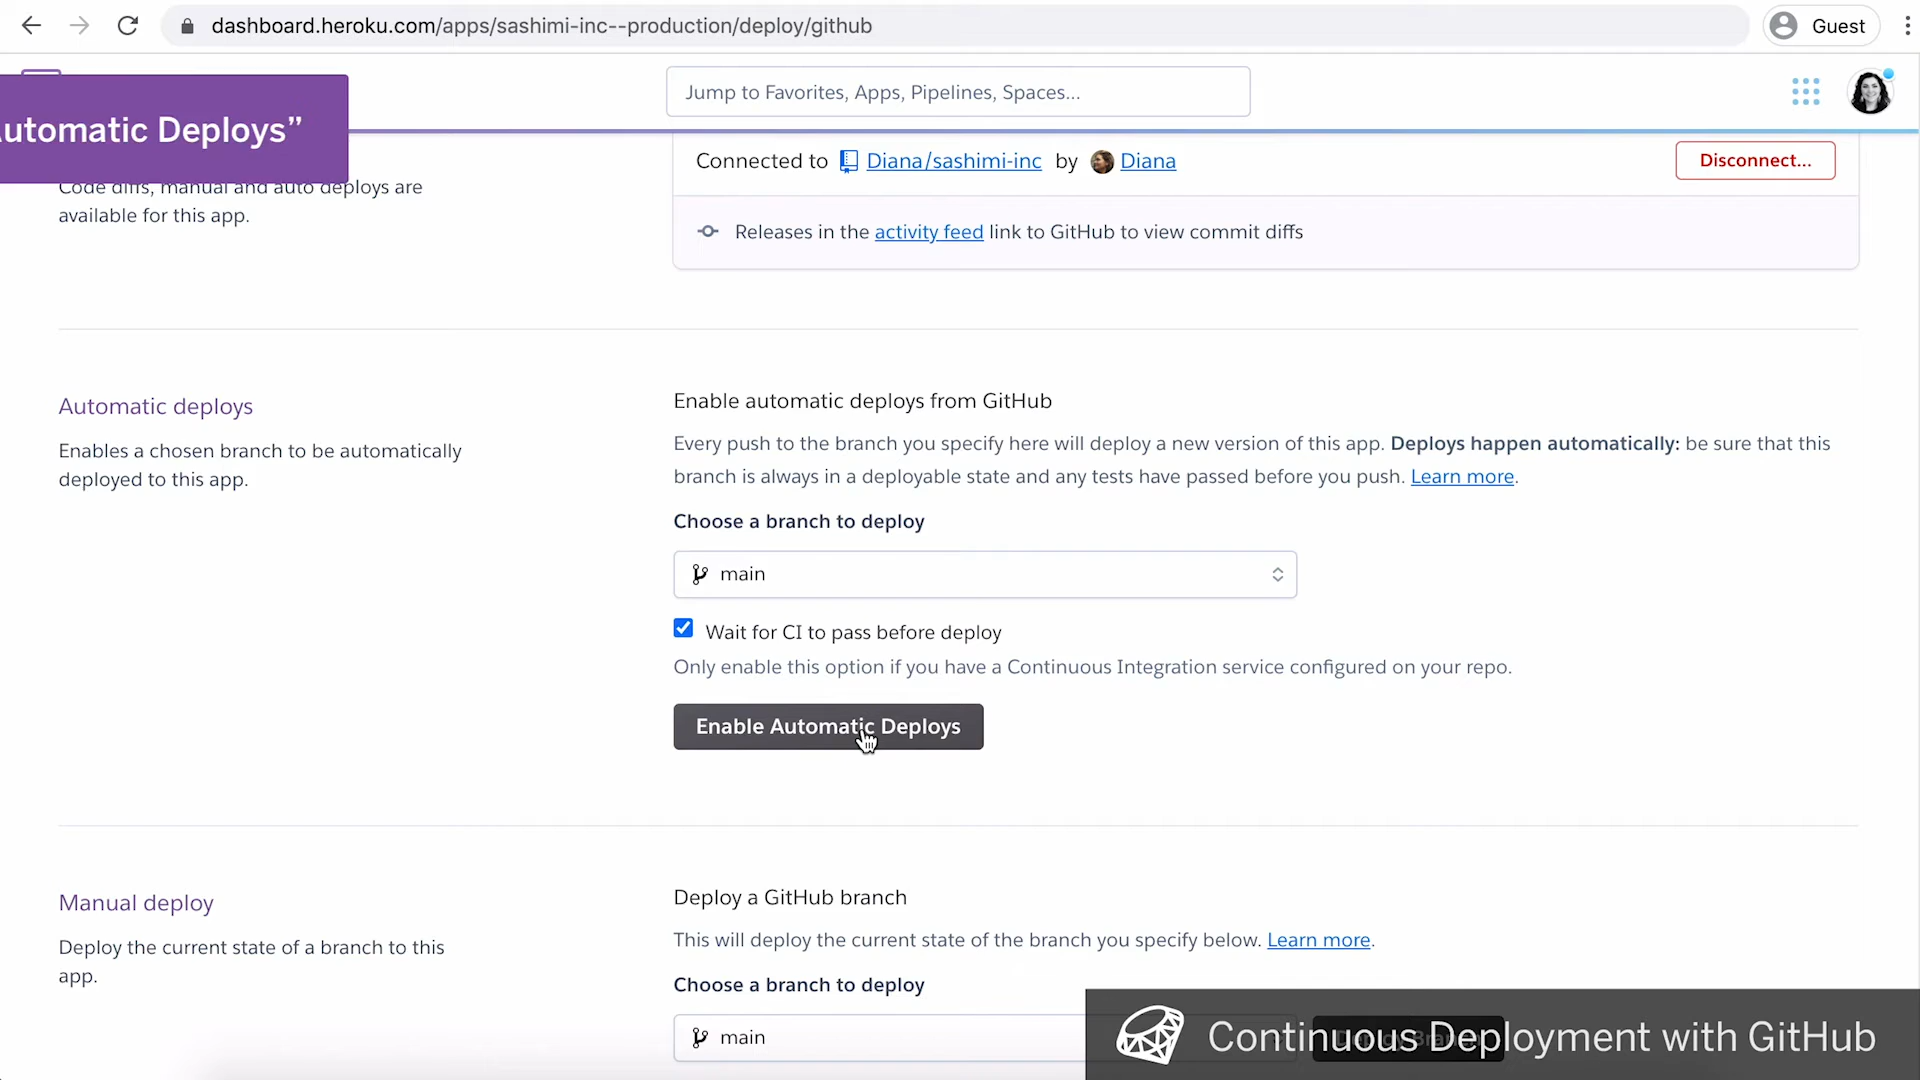 dashboard.heroku.com/apps/sashimi-inc--production/deploy/github
Guest
Jump to Favorites, Apps, Pipelines, Spaces...
utomatic Deploys”
Connected to Diana/sashimi-inc by Diana
Disconnect...
Code diffs, manual and auto deploys are
available for this app.
Releases in the activity feed link to GitHub to view commit diffs
Automatic deploys
Enables a chosen branch to be automatically
deployed to this app.
Enable automatic deploys from GitHub
Every push to the branch you specify here will deploy a new version of this app. Deploys happen automatically: be sure that this
branch is always in a deployable state and any tests have passed before you push. Learn more.
Choose a branch to deploy
main
Wait for CI to pass before deploy
Only enable this option if you have a Continuous Integration service configured on your repo.
Enable Automatic Deploys
Manual deploy
Deploy the current state of a branch to this
app.
Deploy a GitHub branch
This will deploy the current state of the branch you specify below. Learn more.
Choose a branch to deploy
main
Continuous Deployment with GitHub